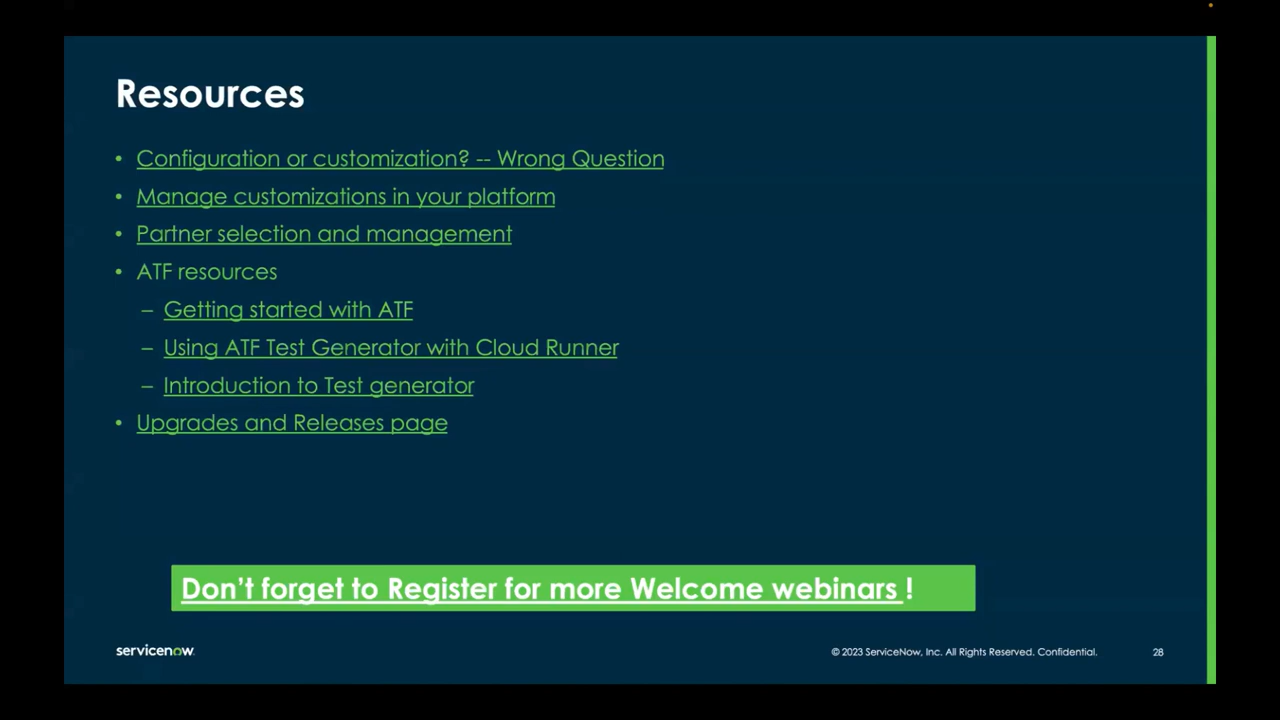 Resources
• Configuration or customization? -- Wrong Question
• Manage customizations in your platform
• Partner selection and management
• ATF resources
– Getting started with ATF
– Using ATF Test Generator with Cloud Runner
– Introduction to Test generator
• Upgrades and Releases page
Don't forget to Register for more Welcome webinars !
servicenow
© 2023 ServiceNow, Inc. All Rights Reserved. Confidential.
28